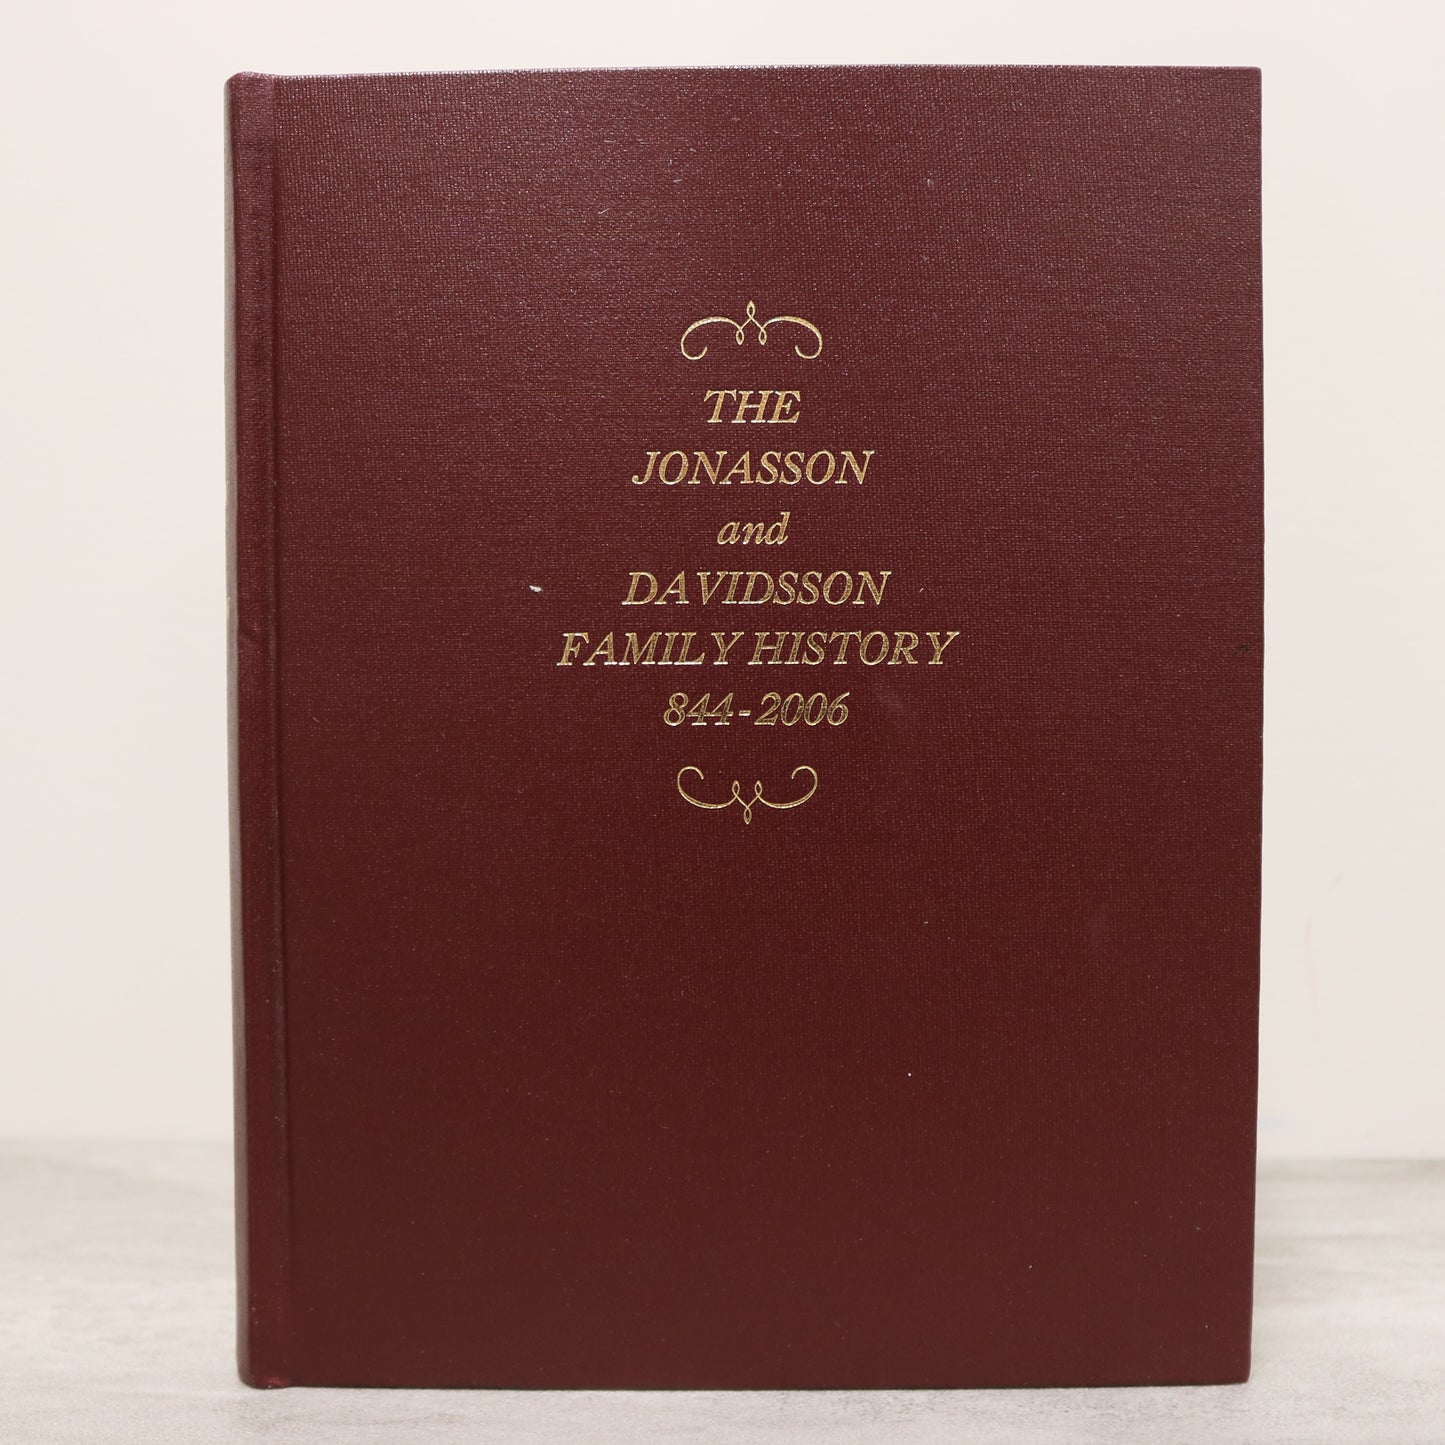 THE
JONASSON
and
DAVIDSSON
FAMILY HISTORY
844-2006